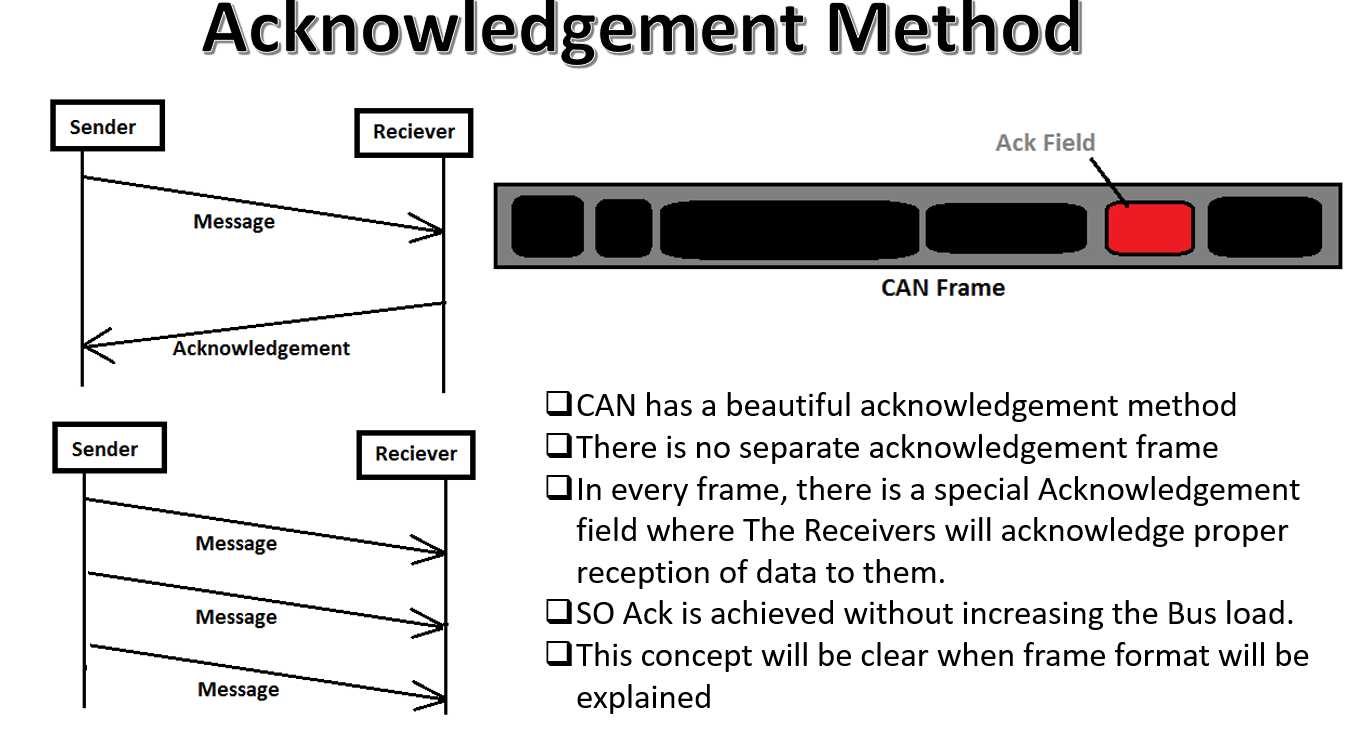 Acknowledgement Method
Sender
Reciever
Message
Acknowledgement
Ack Field
CAN Frame
Sender
Reciever
Message
Message
Message
❑CAN has a beautiful acknowledgement method
❑There is no separate acknowledgement frame
❑In every frame, there is a special Acknowledgement
field where The Receivers will acknowledge proper
reception of data to them.
❑SO Ack is achieved without increasing the Bus load.
❑This concept will be clear when frame format will be
explained